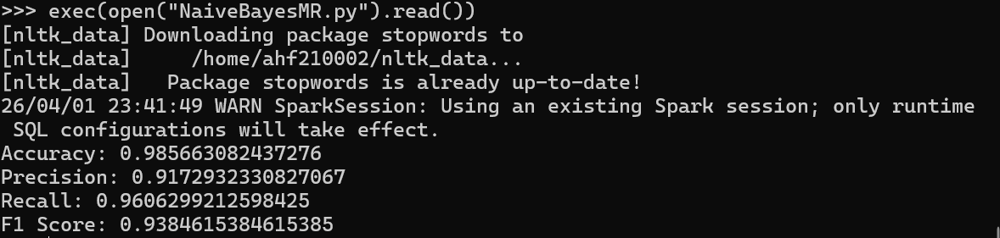 >>> exec(open("NaiveBayesMR.py").read())
[nltk_data] Downloading package stopwords to
[nltk_data]     /home/ahf210002/nltk_data...
[nltk_data]   Package stopwords is already up-to-date!
26/04/01 23:41:49 WARN SparkSession: Using an existing Spark session; only runtime
 SQL configurations will take effect.
Accuracy: 0.985663082437276
Precision: 0.9172932330827067
Recall: 0.9606299212598425
F1 Score: 0.9384615384615385